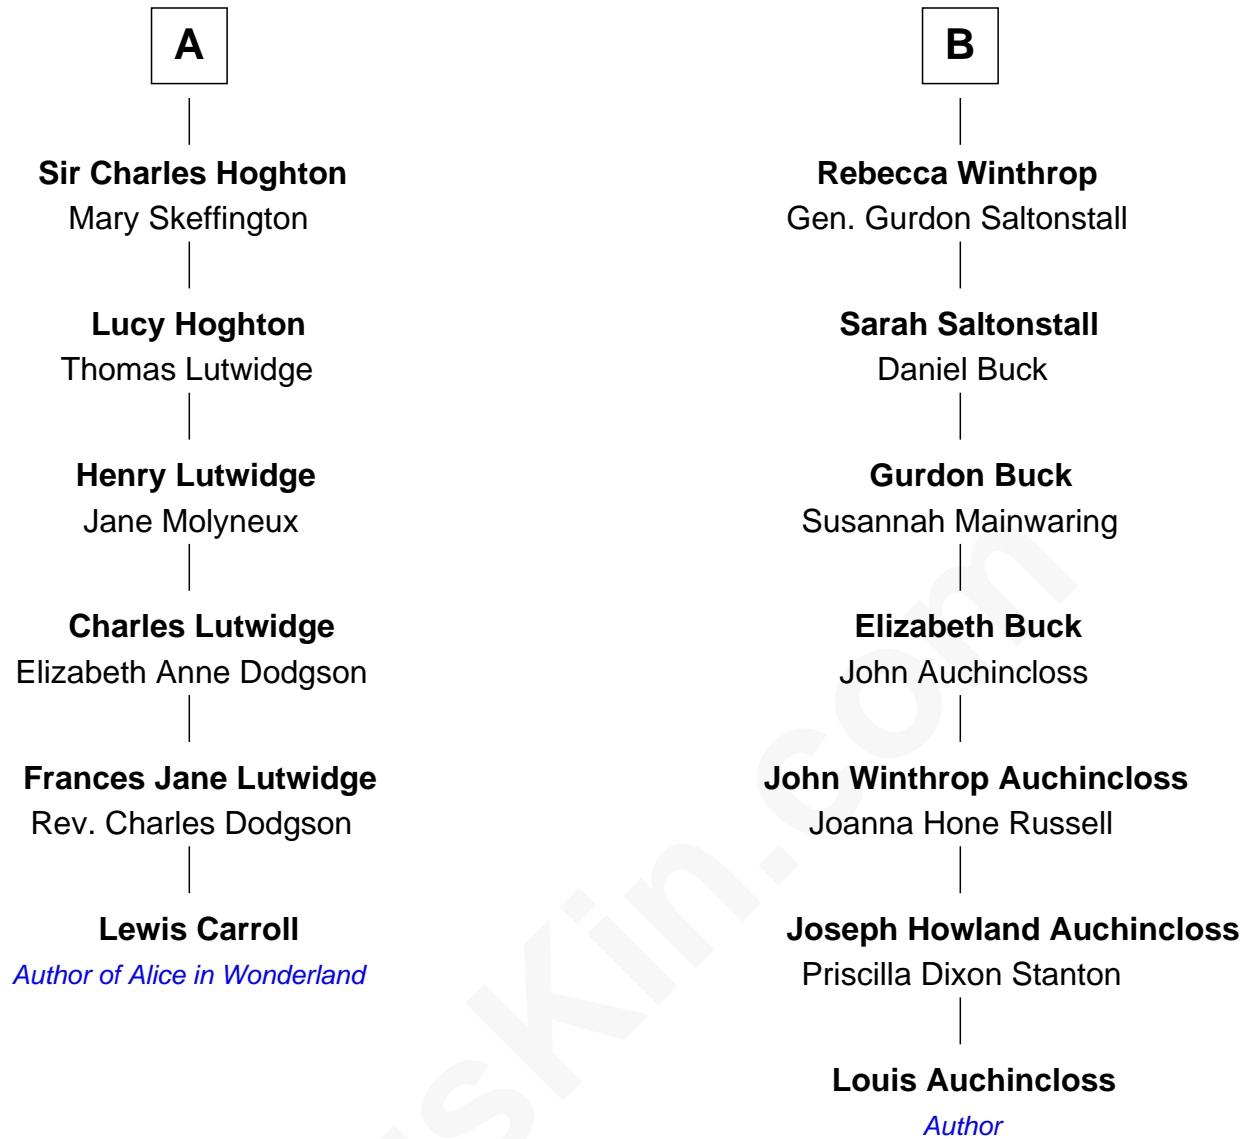 A
Sir Charles Hoghton
Mary Skeffington
Lucy Hoghton
Thomas Lutwidge
Henry Lutwidge
Jane Molyneux
Charles Lutwidge
Elizabeth Anne Dodgson
Frances Jane Lutwidge
Rev. Charles Dodgson
Lewis Carroll
Author of Alice in Wonderland
B
Rebecca Winthrop
Gen. Gurdon Saltonstall
Sarah Saltonstall
Daniel Buck
Gurdon Buck
Susannah Mainwaring
Elizabeth Buck
John Auchincloss
John Winthrop Auchincloss
Joanna Hone Russell
Joseph Howland Auchincloss
Priscilla Dixon Stanton
Louis Auchincloss
Author